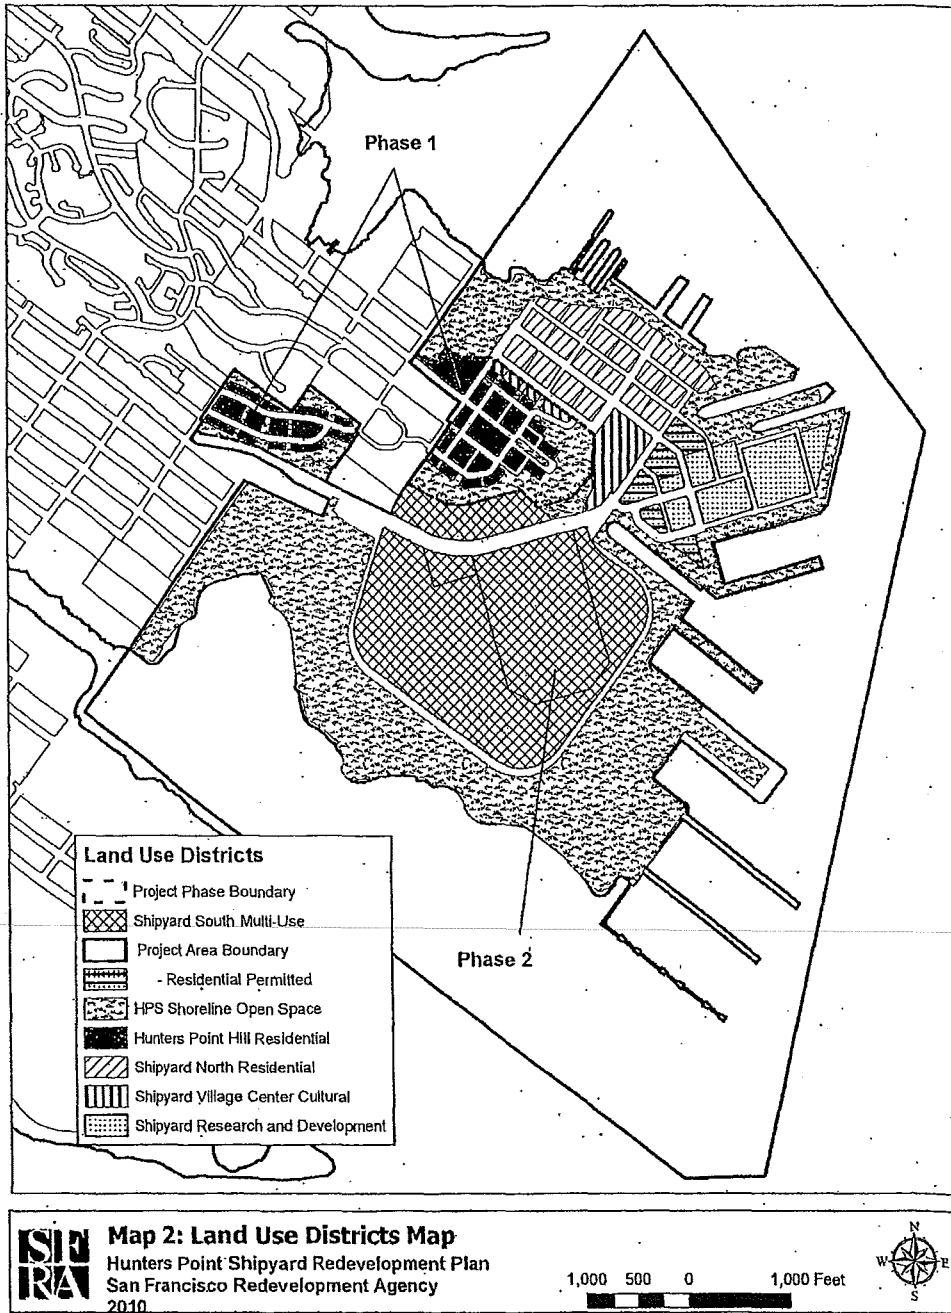 Phase 1
Phase 2
Land Use Districts
Project Phase Boundary
Shipyard South Multi-Use
Project Area Boundary
- Residential Permitted
HPS Shoreline Open Space
Hunters Point Hill Residential
Shipyard North Residential
Shipyard Village Center Cultural
Shipyard Research and Development
SF
RA
Map 2: Land Use Districts Map
Hunters Point Shipyard Redevelopment Plan
San Francisco Redevelopment Agency
2010
1,000 500 0 1,000 Feet
N
W E
S